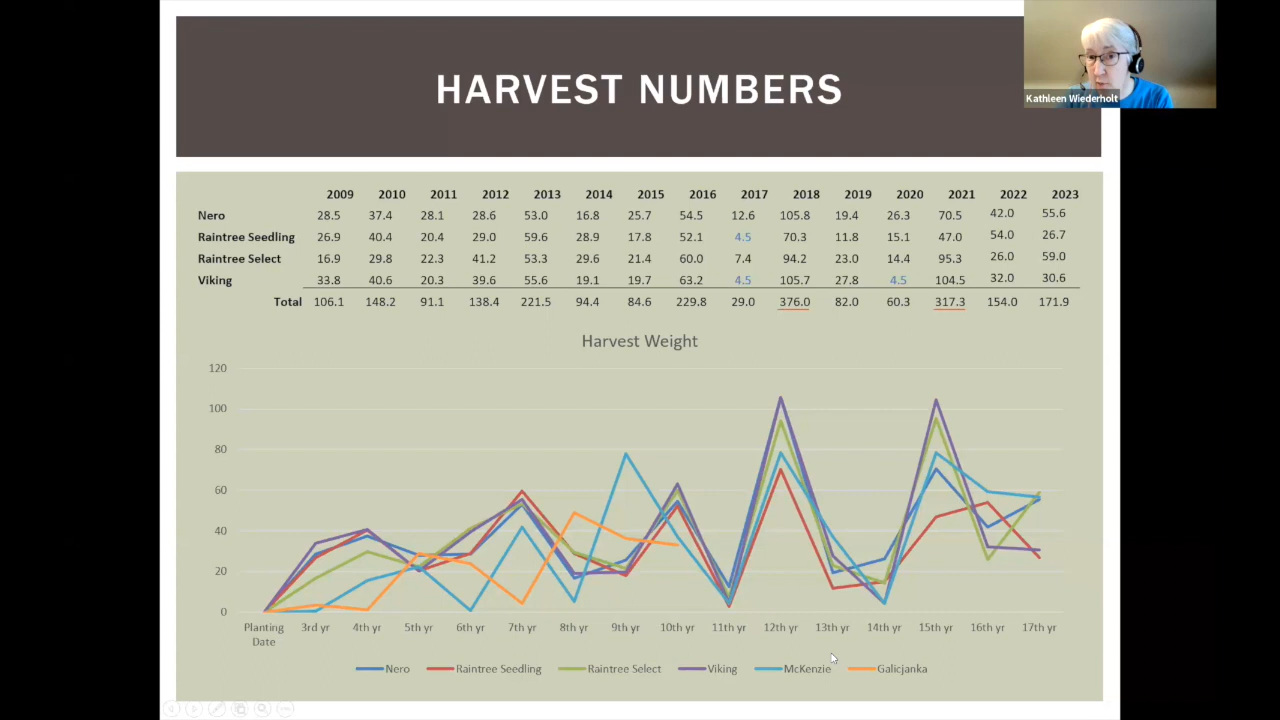 HARVEST NUMBERS
Kathleen Wiederholt
2009 2010 2011 2012 2013 2014 2015 2016 2017 2018 2019 2020 2021 2022 2023
Nero 28.5 37.4 28.1 28.6 53.0 16.8 25.7 54.5 12.6 105.8 19.4 26.3 70.5 42.0 55.6
Raintree Seedling 26.9 40.4 20.4 29.0 59.6 28.9 17.8 52.1 4.5 70.3 11.8 15.1 47.0 54.0 26.7
Raintree Select 16.9 29.8 22.3 41.2 53.3 29.6 21.4 60.0 7.4 94.2 23.0 14.4 95.3 26.0 59.0
Viking 33.8 40.6 20.3 39.6 55.6 19.1 19.7 63.2 4.5 105.7 27.8 4.5 104.5 32.0 30.6
Total 106.1 148.2 91.1 138.4 221.5 94.4 84.6 229.8 29.0 376.0 82.0 60.3 317.3 154.0 171.9
Harvest Weight
120
100
80
60
40
20
0
Planting Date 3rd yr 4th yr 5th yr 6th yr 7th yr 8th yr 9th yr 10th yr 11th yr 12th yr 13th yr 14th yr 15th yr 16th yr 17th yr
Nero Raintree Seedling Raintree Select Viking McKenzie Galicjanka